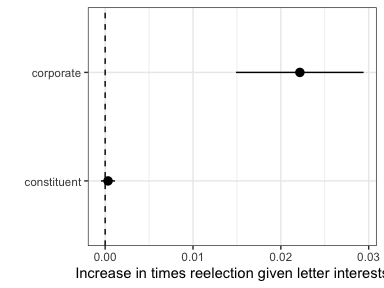 corporate
constituent
0.00 0.01 0.02 0.03
Increase in times reelection given letter interests